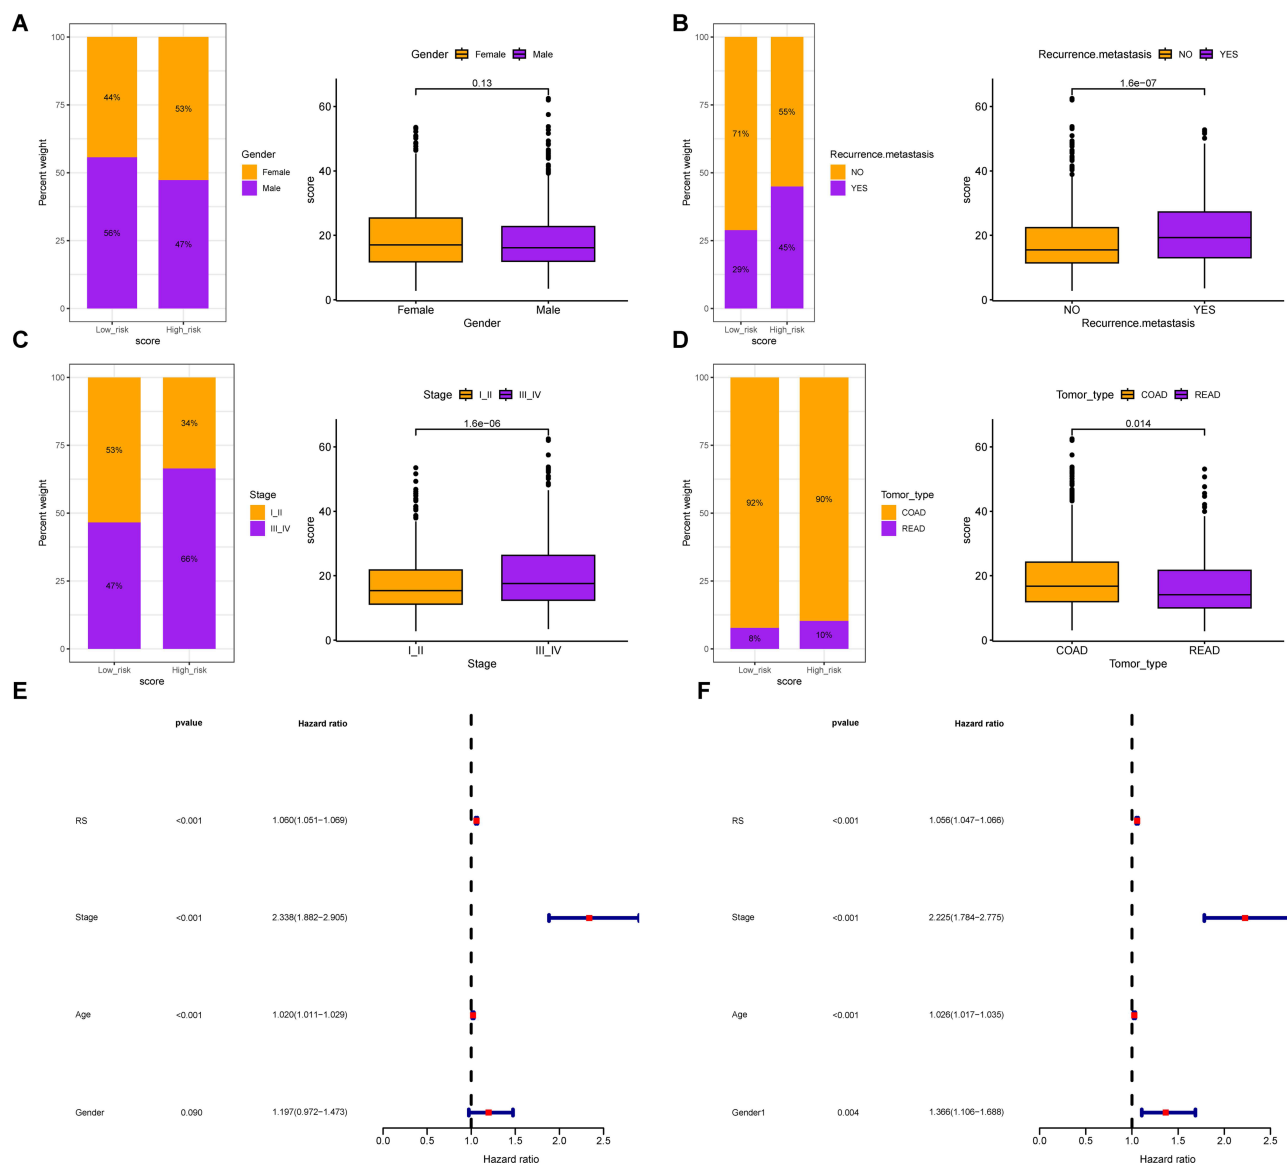 A
100
75
50
25
0
Percent weight
44%
56%
53%
47%
Low_risk
High_risk
score
Gender
Female
Male
Gender Female Male
0.13
60
40
20
0
score
Female
Male
Gender
B
100
75
50
25
0
Percent weight
71%
29%
55%
45%
Low_risk
High_risk
score
Recurrence.metastasis
NO
YES
Recurrence.metastasis NO YES
1.6e-07
60
40
20
0
score
NO
YES
Recurrence.metastasis
C
100
75
50
25
0
Percent weight
53%
47%
34%
66%
Low_risk
High_risk
score
Stage
I_II
III_IV
Stage I_II III_IV
1.6e-06
60
40
20
0
score
I_II
III_IV
Stage
D
100
75
50
25
0
Percent weight
92%
8%
90%
10%
Low_risk
High_risk
score
Tomor_type
COAD
READ
Tomor_type COAD READ
0.014
60
40
20
0
score
COAD
READ
Tomor_type
E
pvalue Hazard ratio
RS <0.001 1.060(1.051−1.069)
Stage <0.001 2.338(1.882−2.905)
Age <0.001 1.020(1.011−1.029)
Gender 0.090 1.197(0.972−1.473)
0.0 0.5 1.0 1.5 2.0 2.5
Hazard ratio
F
pvalue Hazard ratio
RS <0.001 1.056(1.047−1.066)
Stage <0.001 2.225(1.784−2.775)
Age <0.001 1.026(1.017−1.035)
Gender1 0.004 1.366(1.106−1.688)
0.0 0.5 1.0 1.5 2.0 2.5
Hazard ratio